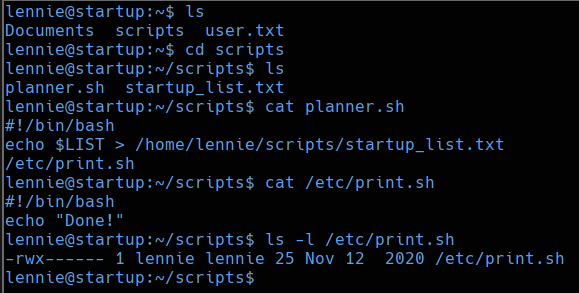 lennie@startup:~$ ls
Documents  scripts  user.txt
lennie@startup:~$ cd scripts
lennie@startup:~/scripts$ ls
planner.sh  startup_list.txt
lennie@startup:~/scripts$ cat planner.sh
#!/bin/bash
echo $LIST > /home/lennie/scripts/startup_list.txt
/etc/print.sh
lennie@startup:~/scripts$ cat /etc/print.sh
#!/bin/bash
echo "Done!"
lennie@startup:~/scripts$ ls -l /etc/print.sh
-rwx------ 1 lennie lennie 25 Nov 12  2020 /etc/print.sh
lennie@startup:~/scripts$